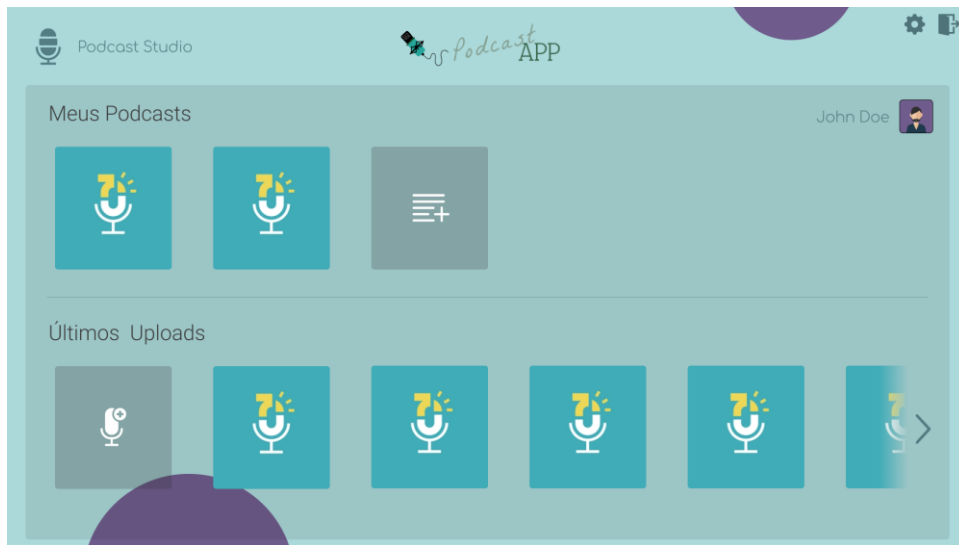 Podcast Studio
Podcast
APP
Meus Podcasts
John Doe
Últimos Uploads